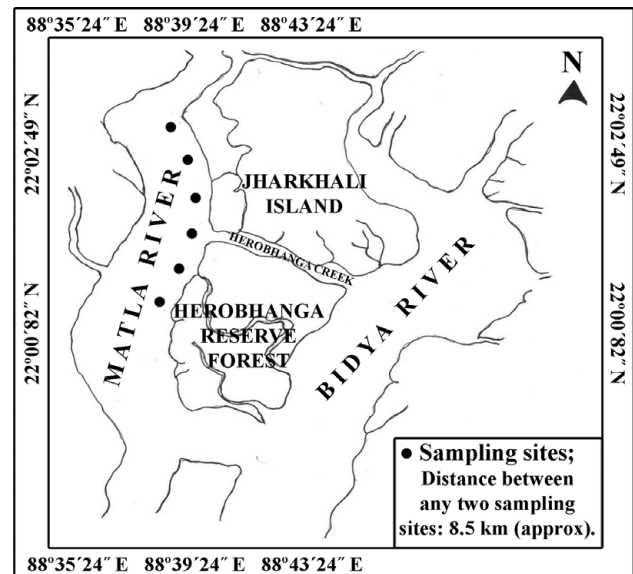 88°35′24″ E 88°39′24″ E 88°43′24″ E
N
22°02′49″ N
22°02′49″ N
JHARKHALI
ISLAND
MATLA RIVER
HEROBHANGA CREEK
BIDYA RIVER
HEROBHANGA
RESERVE
FOREST
22°00′82″ N
22°00′82″ N
● Sampling sites;
Distance between
any two sampling
sites: 8.5 km (approx).
88°35′24″ E 88°39′24″ E 88°43′24″ E